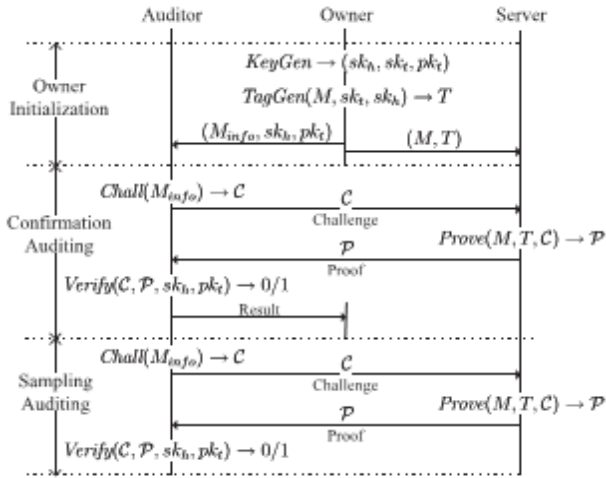 Auditor Owner Server
KeyGen → (sk_h, sk_t, pk_t)
Owner
Initialization
TagGen(M, sk_t, sk_h) → T
(M_info, sk_h, pk_t) (M, T)
Chall(M_info) → 𝒞
𝒞
Challenge
Confirmation
Auditing
𝒫
Prove(M, T, 𝒞) → 𝒫
Proof
Verify(𝒞, 𝒫, sk_h, pk_t) → 0/1
Result
Chall(M_info) → 𝒞
𝒞
Challenge
Sampling
Auditing
𝒫
Prove(M, T, 𝒞) → 𝒫
Proof
Verify(𝒞, 𝒫, sk_h, pk_t) → 0/1